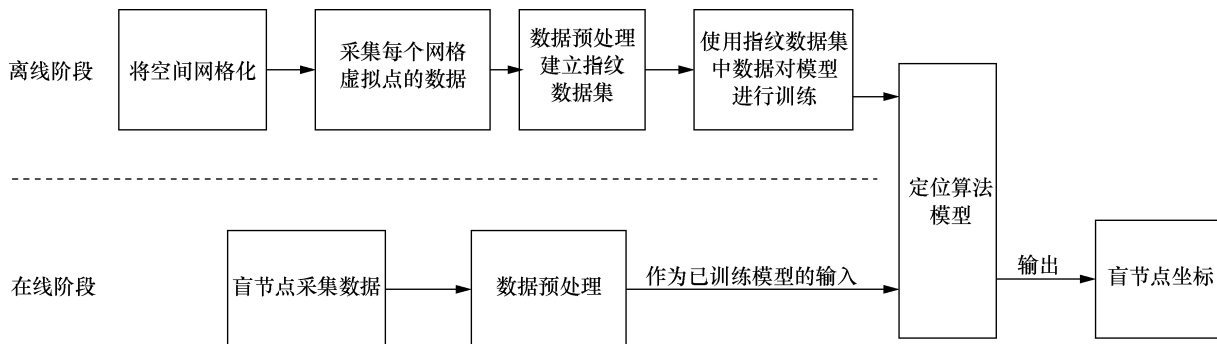 离线阶段
将空间网格化
采集每个网格
虚拟点的数据
数据预处理
建立指纹
数据集
使用指纹数据集
中数据对模型
进行训练
定位算法
模型
在线阶段
盲节点采集数据
数据预处理
作为已训练模型的输入
输出
盲节点坐标